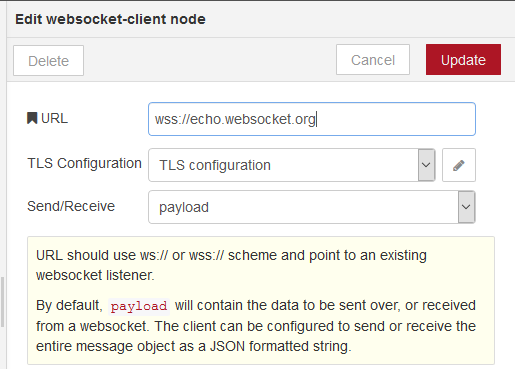 Edit websocket-client node
Delete
Cancel
Update
URL
wss://echo.websocket.org
TLS Configuration
TLS configuration
Send/Receive
payload
URL should use ws:// or wss:// scheme and point to an existing
websocket listener.
By default, payload will contain the data to be sent over, or received
from a websocket. The client can be configured to send or receive the
entire message object as a JSON formatted string.